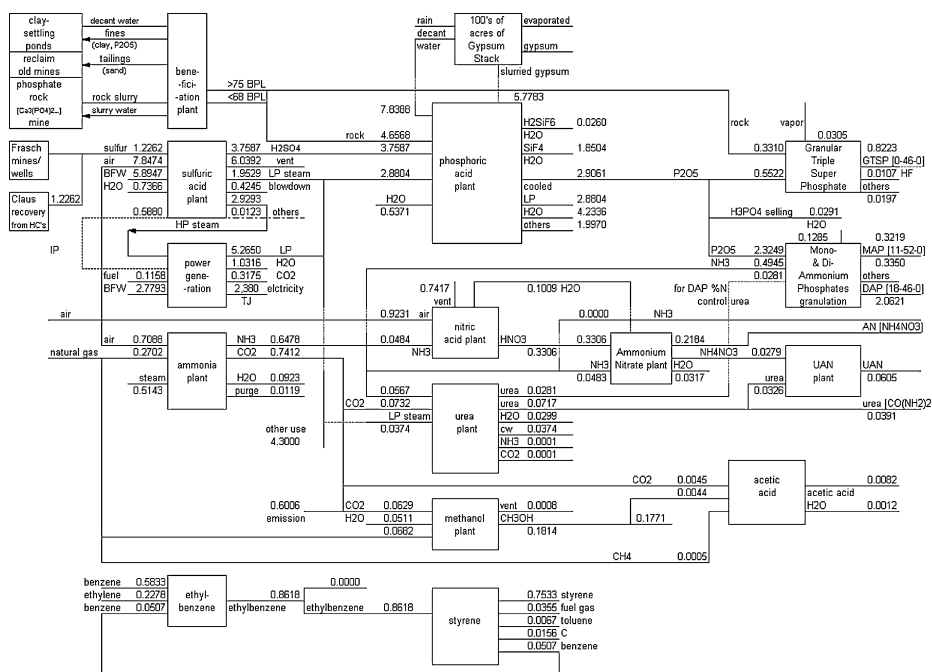 clay-
settling
ponds
reclaim
old mines
phosphate
rock
[Ca3(PO4)2...]
mine
decant water
fines
(clay, P2O5)
tailings
(sand)
rock slurry
slurry water
bene-
-fici-
-ation
plant
>75 BPL
<68 BPL
rain
decant
water
100's of
acres of
Gypsum
Stack
evaporated
gypsum
slurried gypsum
5.7783
7.8388
rock 4.6568
3.7587
2.8804
H2O
0.5371
phosphoric
acid
plant
H2SiF6 0.0260
H2O
SiF4 1.8504
H2O
2.9061
cooled
LP 2.8804
H2O 4.2336
others 1.9970
P2O5
rock
vapor
0.0305
0.3310
0.5522
Granular
Triple
Super
Phosphate
0.8223
GTSP [0-46-0]
0.0107 HF
others
0.0197
Frasch
mines/
wells
Claus
recovery
from HC's
1.2262
sulfur 1.2262
air 7.8474
BFW 5.8947
H2O 0.7366
0.5880
sulfuric
acid
plant
3.7587 H2SO4
6.0392 vent
1.9529 LP steam
0.4245 blowdown
2.9293
0.0123 others
HP steam
IP
fuel 0.1158
BFW 2.7793
power
gene-
-ration
5.2650 LP
1.0316 H2O
0.3175 CO2
2,380 elctricity
TJ
H3PO4 selling 0.0291
H2O
0.1285
P2O5 2.3249
NH3 0.4945
0.0281
for DAP %N
control urea
Mono-
& Di-
Ammonium
Phosphates
granulation
0.3219
MAP [11-52-0]
0.3350
others
DAP [18-46-0]
2.0621
air
0.9231 air
0.7417
vent
0.1009 H2O
0.0484
NH3
nitric
acid plant
HNO3
0.3306
0.0000
NH3
0.3306
NH3
0.0483
Ammonium
Nitrate plant
0.2184
AN [NH4NO3]
NH4NO3 0.0279
H2O
0.0317
UAN
plant
UAN
0.0605
urea
0.0326
urea [CO(NH2)2]
0.0391
air 0.7088
natural gas 0.2702
steam
0.5143
ammonia
plant
NH3 0.6478
CO2 0.7412
H2O 0.0923
purge 0.0119
0.0567
CO2 0.0732
LP steam
0.0374
urea
plant
urea 0.0281
urea 0.0717
H2O 0.0299
cw 0.0374
NH3 0.0001
CO2 0.0001
other use
4.3000
0.6006
emission
CO2 0.0629
H2O 0.0511
0.0682
methanol
plant
vent 0.0008
CH3OH
0.1814
0.1771
CO2 0.0045
0.0044
CH4 0.0005
acetic
acid
0.0082
acetic acid
H2O 0.0012
benzene 0.5833
ethylene 0.2278
benzene 0.0507
ethyl-
benzene
0.8618
ethylbenzene
0.0000
ethylbenzene 0.8618
styrene
0.7533 styrene
0.0355 fuel gas
0.0067 toluene
0.0156 C
0.0507 benzene